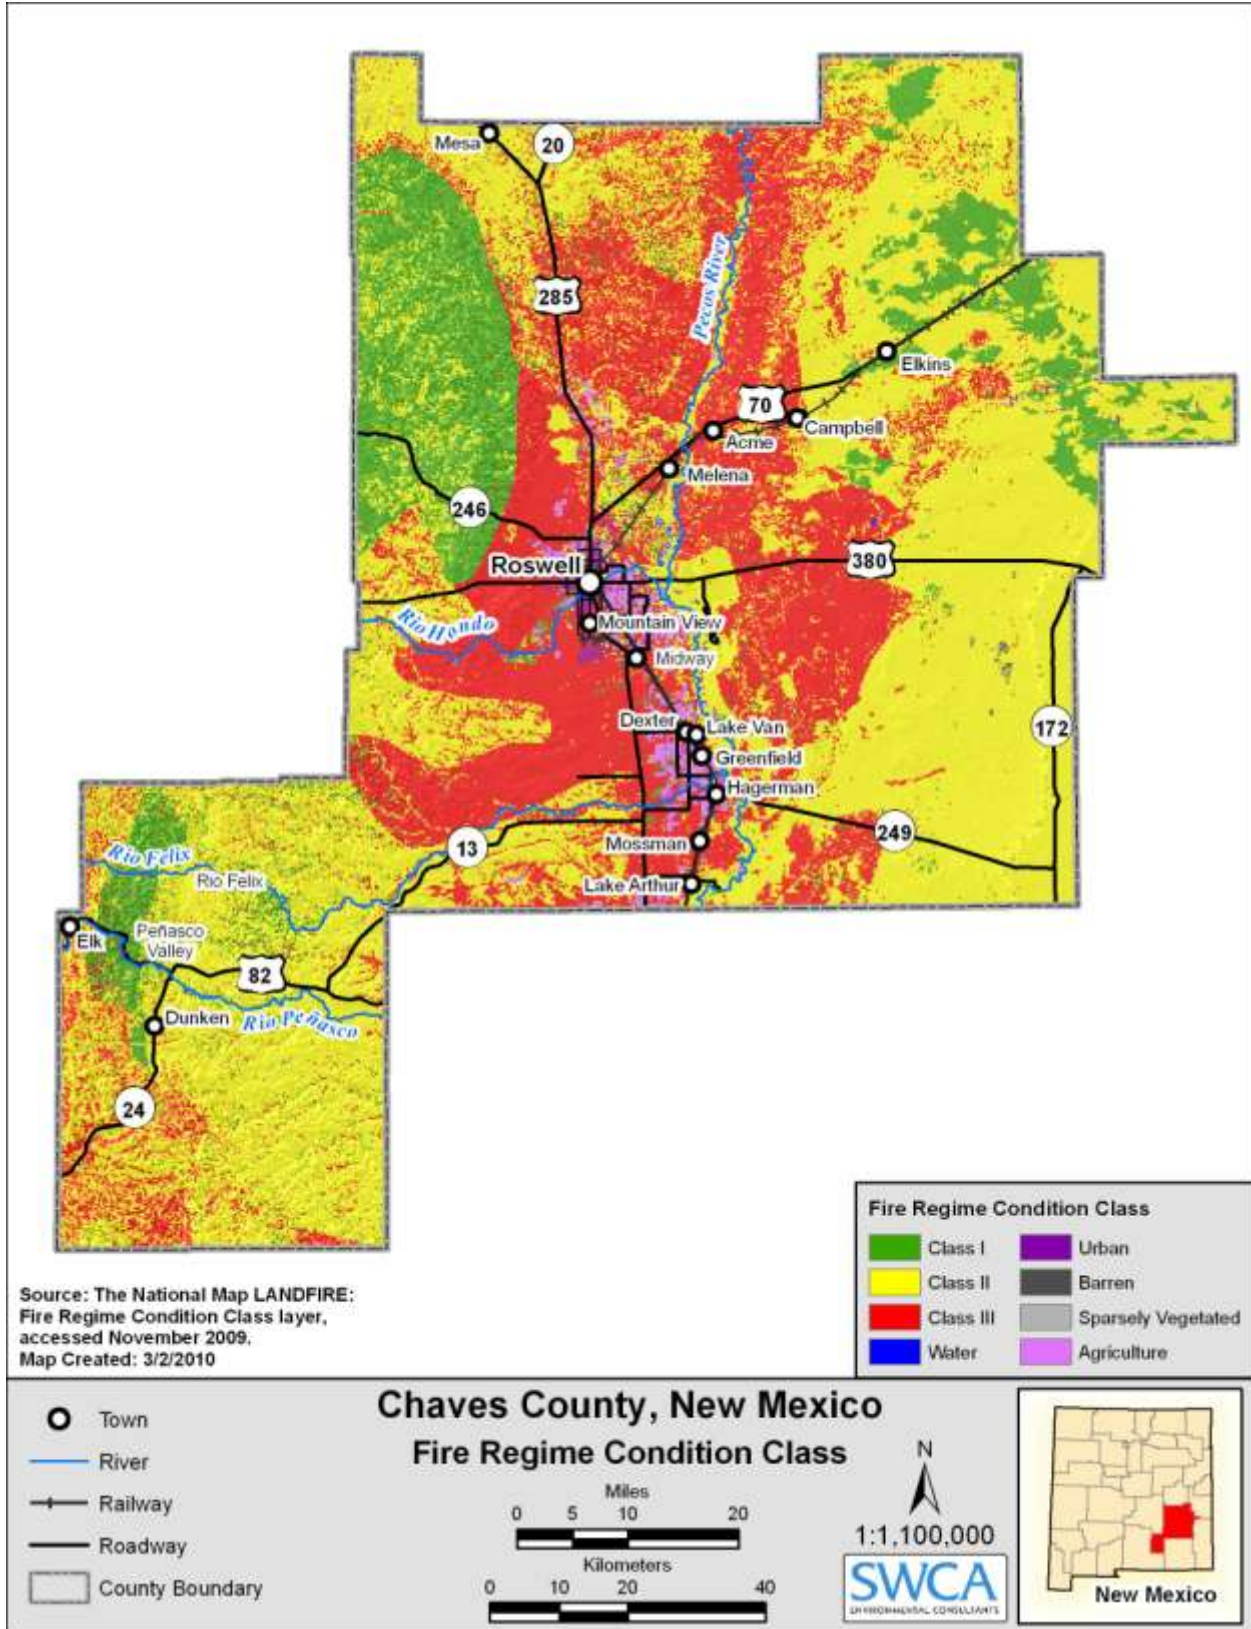 Mesa
20
285
Pecos River
Elkins
70
Campbell
Acme
Melena
246
Roswell
380
Rio Hondo
Mountain View
Midway
Dexter
Lake Van
172
Greenfield
Hagerman
249
13
Mossman
Rio Felix
Rio Felix
Lake Arthur
Elk
Peñasco
Valley
82
Dunken
Rio Peñasco
24
Fire Regime Condition Class
Class I
Urban
Class II
Barren
Class III
Sparsely Vegetated
Water
Agriculture
Source: The National Map LANDFIRE:
Fire Regime Condition Class layer,
accessed November 2009.
Map Created: 3/2/2010
Town
River
Railway
Roadway
County Boundary
Chaves County, New Mexico
Fire Regime Condition Class
Miles
0 5 10 20
Kilometers
0 10 20 40
N
1:1,100,000
SWCA
ENVIRONMENTAL CONSULTANTS
New Mexico